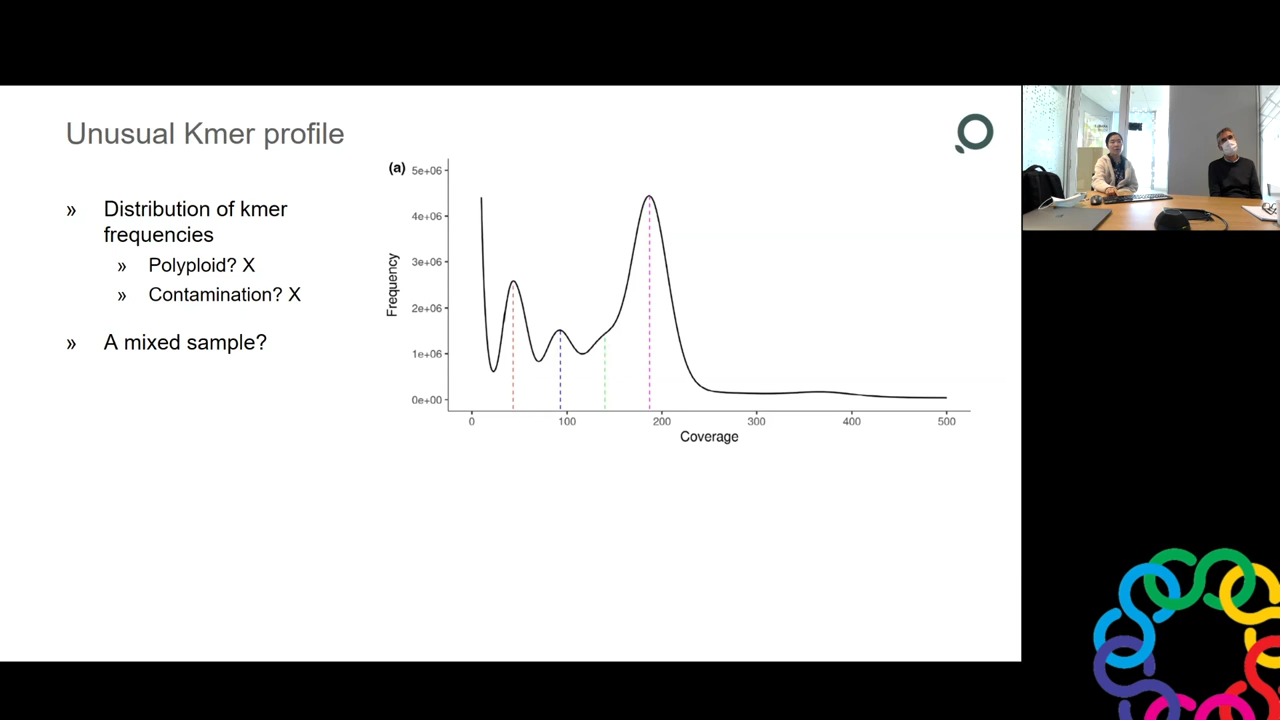 Unusual Kmer profile
» Distribution of kmer
frequencies
» Polyploid? X
» Contamination? X
» A mixed sample?
(a)
5e+06
4e+06
3e+06
2e+06
1e+06
0e+00
Frequency
0 100 200 300 400 500
Coverage